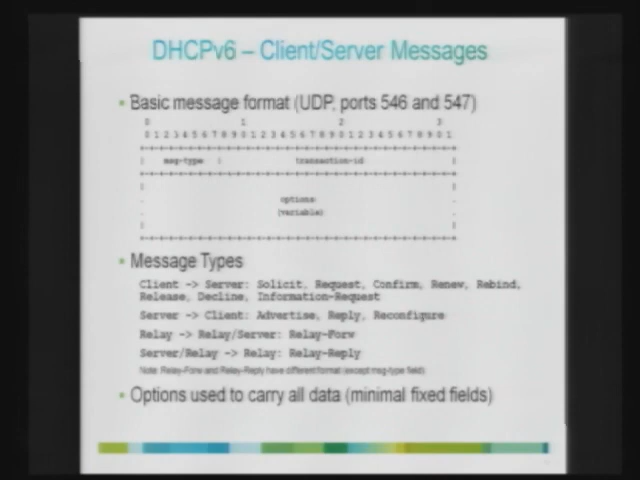 DHCPv6 – Client/Server Messages
Basic message format (UDP, ports 546 and 547)
0 1 2 3
0 1 2 3 4 5 6 7 8 9 0 1 2 3 4 5 6 7 8 9 0 1 2 3 4 5 6 7 8 9 0 1
+-+-+-+-+-+-+-+-+-+-+-+-+-+-+-+-+-+-+-+-+-+-+-+-+-+-+-+-+-+-+-+-+
| msg-type | transaction-id |
+-+-+-+-+-+-+-+-+-+-+-+-+-+-+-+-+-+-+-+-+-+-+-+-+-+-+-+-+-+-+-+-+
| |
. options .
. (variable) .
| |
+-+-+-+-+-+-+-+-+-+-+-+-+-+-+-+-+-+-+-+-+-+-+-+-+-+-+-+-+-+-+-+-+
Message Types
Client -> Server: Solicit, Request, Confirm, Renew, Rebind,
Release, Decline, Information-Request
Server -> Client: Advertise, Reply, Reconfigure
Relay -> Relay/Server: Relay-Forw
Server/Relay -> Relay: Relay-Reply
Note: Relay-Forw and Relay-Reply have different format (except msg-type field)
Options used to carry all data (minimal fixed fields)